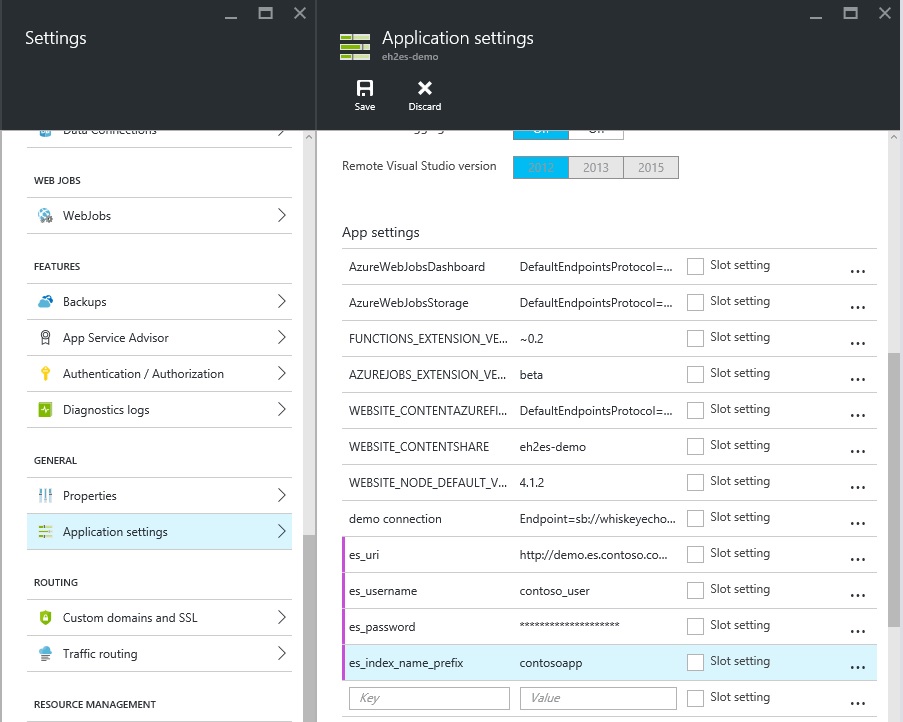 Settings
Data Connections
WEB JOBS
WebJobs
FEATURES
Backups
App Service Advisor
Authentication / Authorization
Diagnostics logs
GENERAL
Properties
Application settings
ROUTING
Custom domains and SSL
Traffic routing
RESOURCE MANAGEMENT
Application settings
eh2es-demo
Save Discard
Remote Visual Studio version 2012 2013 2015
App settings
AzureWebJobsDashboard DefaultEndpointsProtocol=... Slot setting ...
AzureWebJobsStorage DefaultEndpointsProtocol=... Slot setting ...
FUNCTIONS_EXTENSION_VE... ~0.2 Slot setting ...
AZUREJOBS_EXTENSION_VE... beta Slot setting ...
WEBSITE_CONTENTAZUREFI... DefaultEndpointsProtocol=... Slot setting ...
WEBSITE_CONTENTSHARE eh2es-demo Slot setting ...
WEBSITE_NODE_DEFAULT_V... 4.1.2 Slot setting ...
demo connection Endpoint=sb://whiskeyecho... Slot setting ...
es_uri http://demo.es.contoso.co... Slot setting ...
es_username contoso_user Slot setting ...
es_password ******************** Slot setting ...
es_index_name_prefix contosoapp Slot setting ...
Key Value Slot setting ...